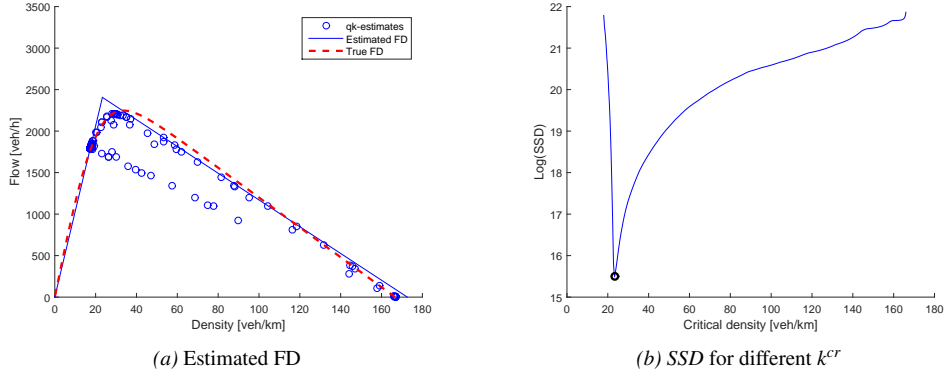 3500
3000
2500
2000
1500
1000
500
0
Flow [veh/h]
0 20 40 60 80 100 120 140 160 180
Density [veh/km]
qk-estimates
Estimated FD
True FD
(a) Estimated FD
22
21
20
19
18
17
16
15
Log(SSD)
0 20 40 60 80 100 120 140 160 180
Critical density [veh/km]
(b) SSD for different k^cr